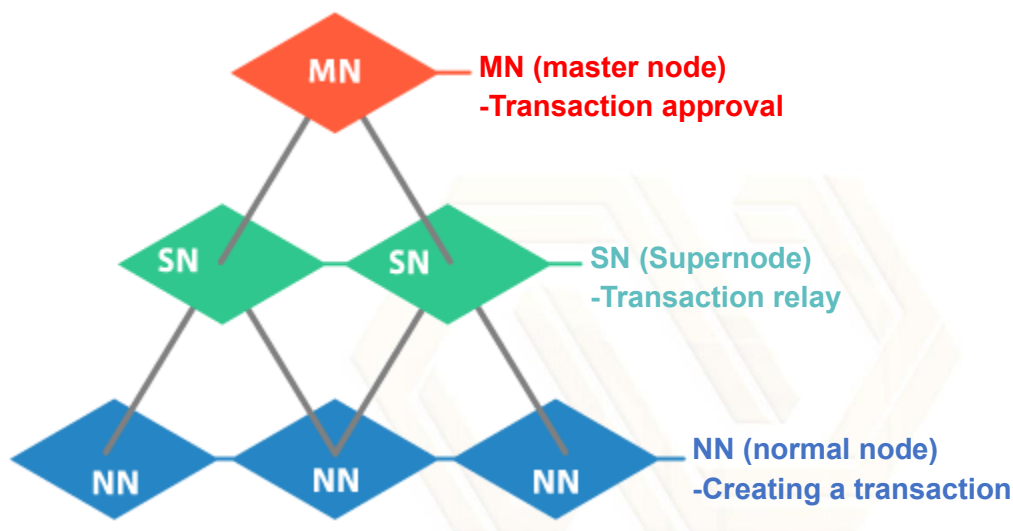 MN
MN (master node)
-Transaction approval
SN
SN
SN (Supernode)
-Transaction relay
NN
NN
NN
NN (normal node)
-Creating a transaction